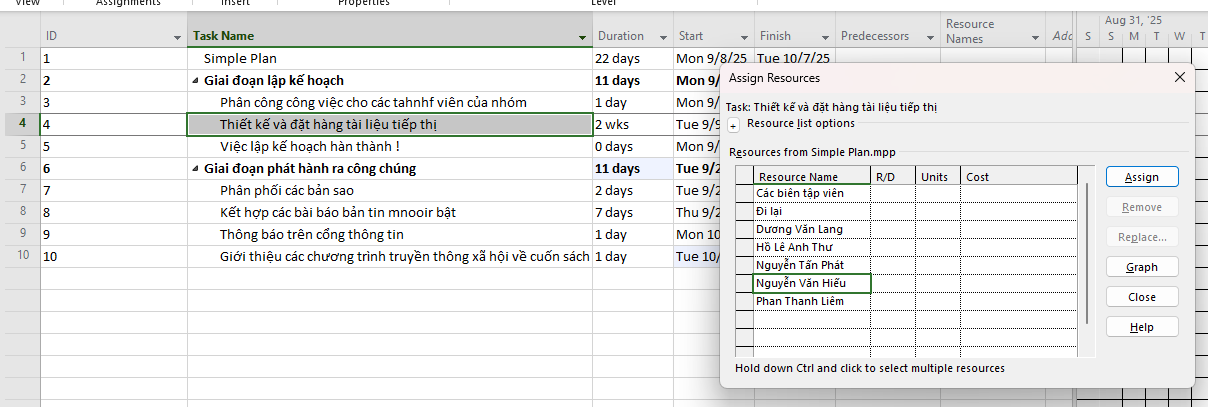 View Assignments Insert Properties Level
ID Task Name Duration Start Finish Predecessors Resource Names Add Aug 31, '25
S S M T W T
1 1 Simple Plan 22 days Mon 9/8/25 Tue 10/7/25
2 2 Giai đoạn lập kế hoạch 11 days Mon 9/
3 3 Phân công công việc cho các tahnhf viên của nhóm 1 day Mon 9/
4 4 Thiết kế và đặt hàng tài liệu tiếp thị 2 wks Tue 9/9
5 5 Việc lập kế hoạch hàn thành ! 0 days Mon 9/
6 6 Giai đoạn phát hành ra công chúng 11 days Tue 9/2
7 7 Phân phối các bản sao 2 days Tue 9/2
8 8 Kết hợp các bài báo bản tin mnooir bật 7 days Thu 9/2
9 9 Thông báo trên cổng thông tin 1 day Mon 10
10 10 Giới thiệu các chương trình truyền thông xã hội về cuốn sách 1 day Tue 10/
Assign Resources
Task: Thiết kế và đặt hàng tài liệu tiếp thị
+ Resource list options
Resources from Simple Plan.mpp
Resource Name R/D Units Cost
Các biên tập viên
Đi lại
Dương Văn Lang
Hồ Lê Anh Thư
Nguyễn Tấn Phát
Nguyễn Văn Hiếu
Phan Thanh Liêm
Assign
Remove
Replace...
Graph
Close
Help
Hold down Ctrl and click to select multiple resources